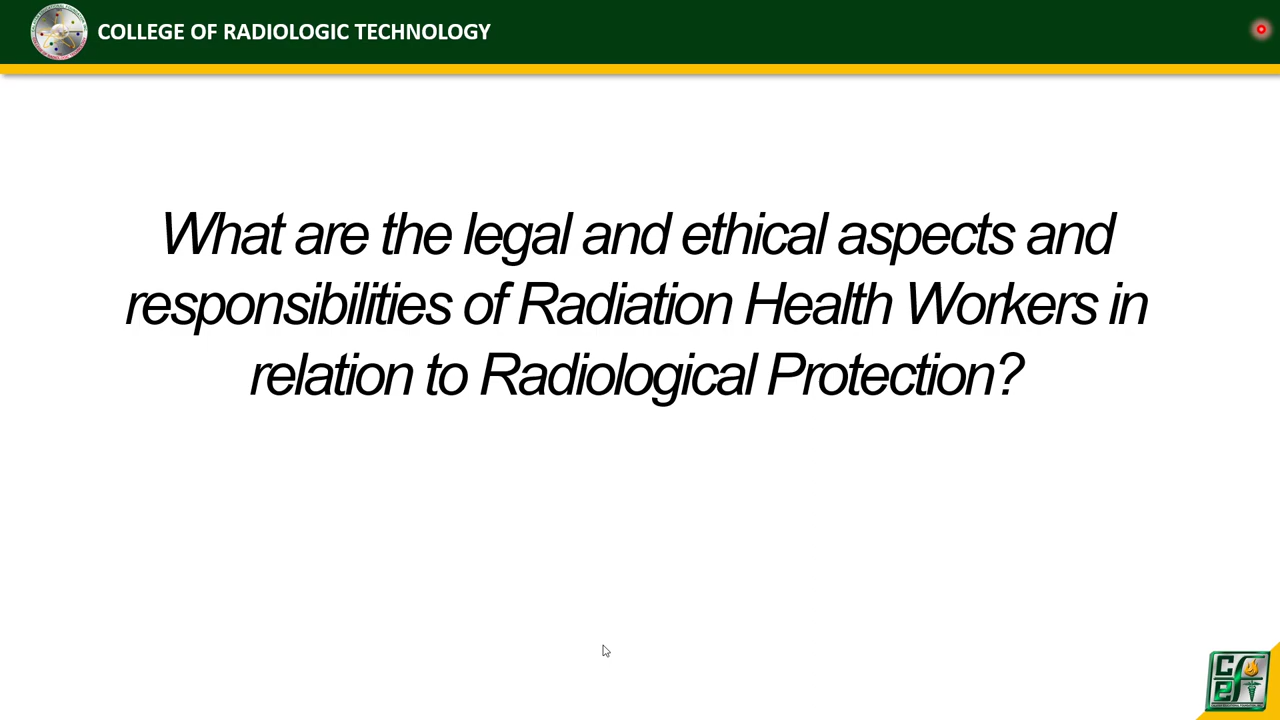 COLLEGE OF RADIOLOGIC TECHNOLOGY
What are the legal and ethical aspects and
responsibilities of Radiation Health Workers in
relation to Radiological Protection?